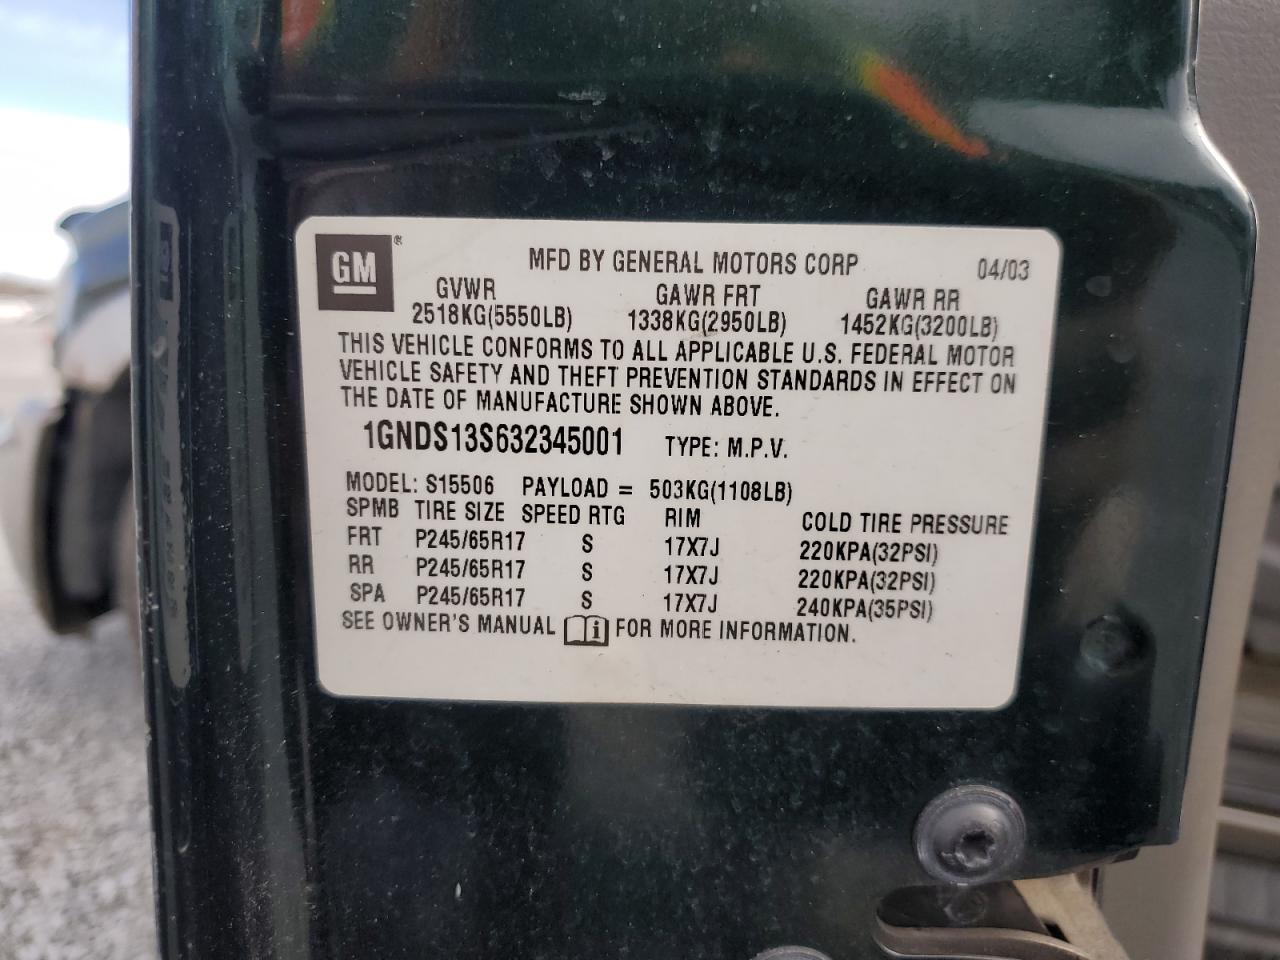 GM ®
MFD BY GENERAL MOTORS CORP 04/03
GVWR GAWR FRT GAWR RR
2518KG(5550LB) 1338KG(2950LB) 1452KG(3200LB)
THIS VEHICLE CONFORMS TO ALL APPLICABLE U.S. FEDERAL MOTOR
VEHICLE SAFETY AND THEFT PREVENTION STANDARDS IN EFFECT ON
THE DATE OF MANUFACTURE SHOWN ABOVE.
1GNDS13S632345001 TYPE: M.P.V.
MODEL: S15506 PAYLOAD = 503KG(1108LB)
SPMB TIRE SIZE SPEED RTG RIM COLD TIRE PRESSURE
FRT P245/65R17 S 17X7J 220KPA(32PSI)
RR P245/65R17 S 17X7J 220KPA(32PSI)
SPA P245/65R17 S 17X7J 240KPA(35PSI)
SEE OWNER'S MANUAL i FOR MORE INFORMATION.